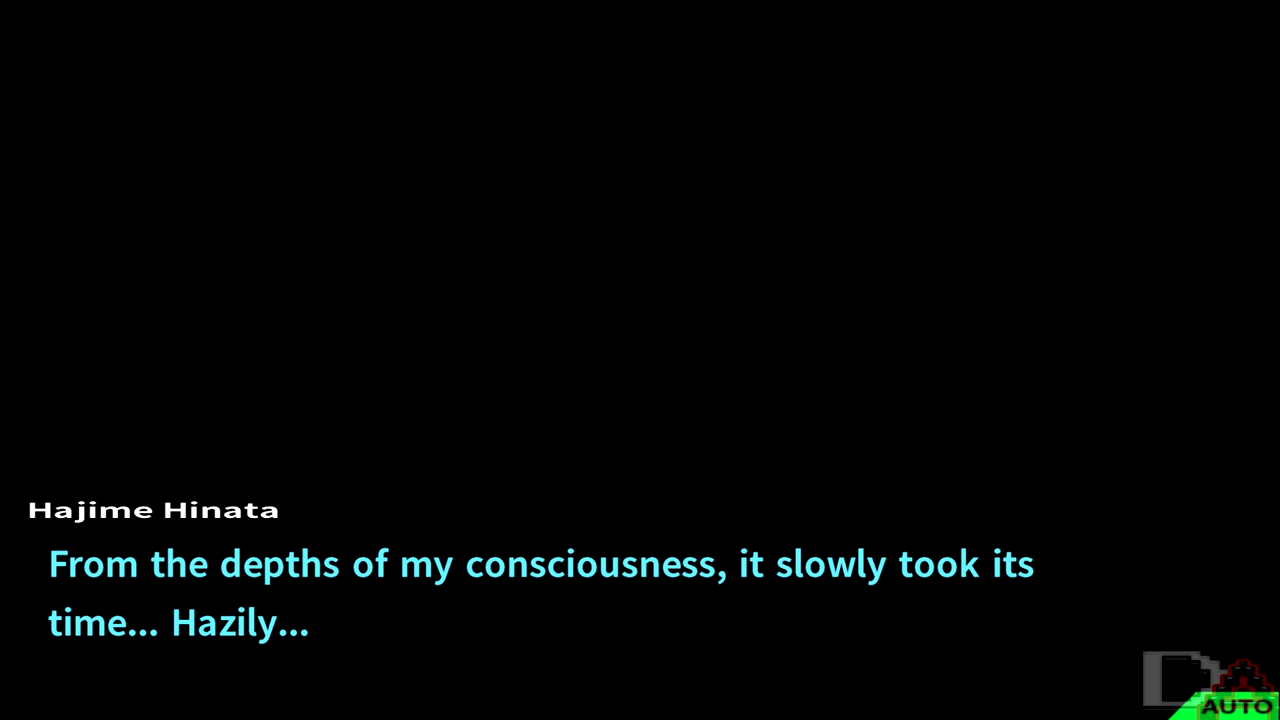 Hajime Hinata
From the depths of my consciousness, it slowly took its
time... Hazily...
AUTO